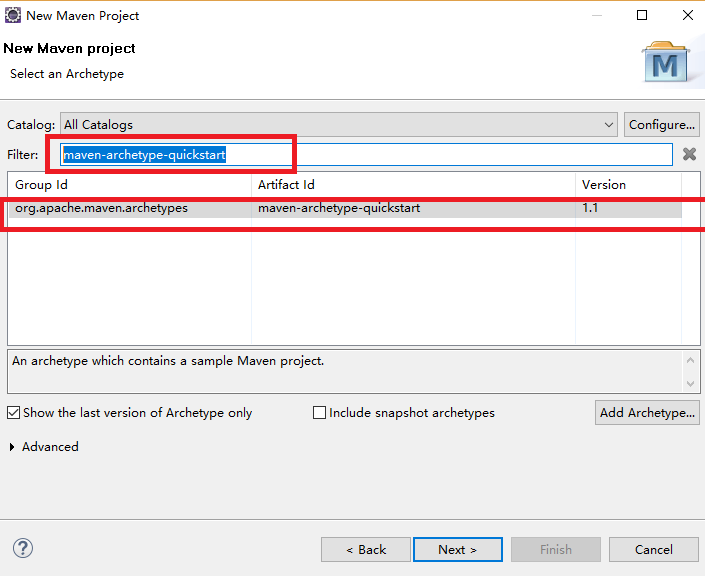 New Maven Project
New Maven project
Select an Archetype
M
Catalog: All Catalogs Configure...
Filter: maven-archetype-quickstart
Group Id Artifact Id Version
org.apache.maven.archetypes maven-archetype-quickstart 1.1
An archetype which contains a sample Maven project.
Show the last version of Archetype only Include snapshot archetypes Add Archetype...
Advanced
? < Back Next > Finish Cancel